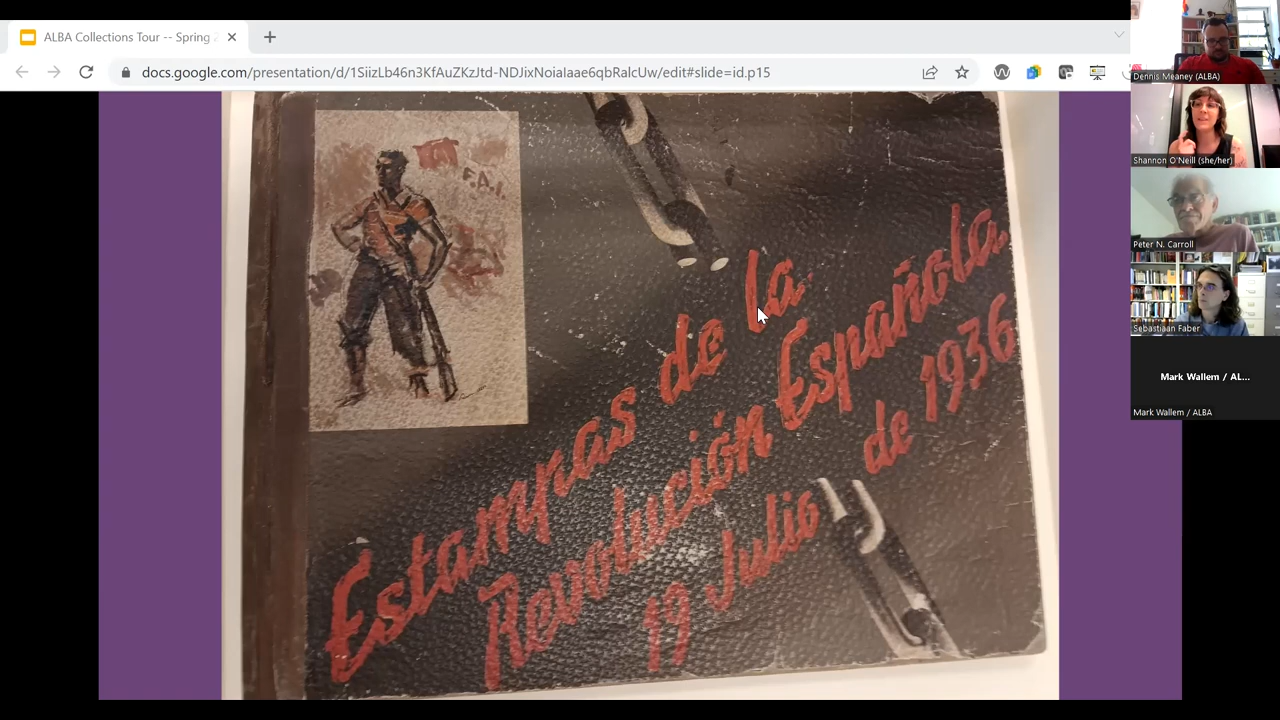 ALBA Collections Tour -- Spring 2
docs.google.com/presentation/d/1SiizLb46n3KfAuZKzJtd-NDJixNoiaIaae6qbRaIcUw/edit#slide=id.p15
F.A.I.
Estampas de la
Revolución Española
19 Julio de 1936
Dennis Meaney (ALBA)
Shannon O'Neill (she/her)
Peter N. Carroll
Sebastiaan Faber
Mark Wallem / AL...
Mark Wallem / ALBA